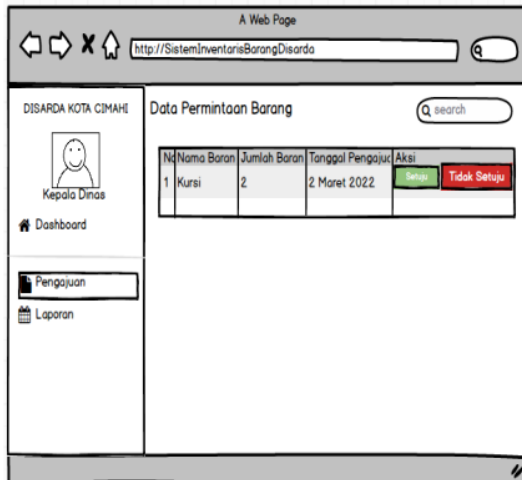 A Web Page
http://SistemInventarisBarangDisarda
DISARDA KOTA CIMAHI
Kepala Dinas
Dashboard
Pengajuan
Laporan
Data Permintaan Barang
search
No Nama Baran Jumlah Baran Tanggal Pengajuc Aksi
1 Kursi 2 2 Maret 2022 Setuju Tidak Setuju